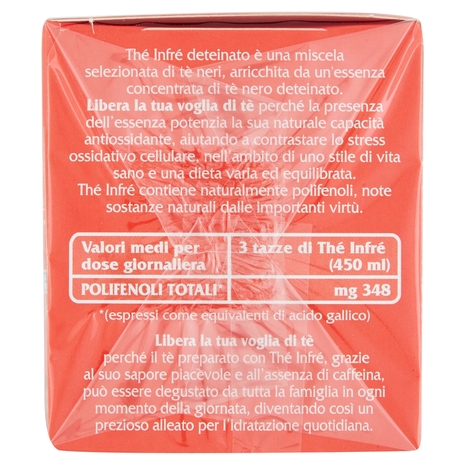 Thé Infré deteinato è una miscela
selezionata di tè neri, arricchita da un'essenza
concentrata di tè nero deteinato.
Libera la tua voglia di tè perché la presenza
dell'essenza potenzia la sua naturale capacità
antiossidante, aiutando a contrastare lo stress
ossidativo cellulare, nell'ambito di uno stile di vita
sano e una dieta varia ed equilibrata.
Thé Infré contiene naturalmente polifenoli, note
sostanze naturali dalle importanti virtù.
Valori medi per 3 tazze di Thé Infré
dose giornaliera (450 ml)
POLIFENOLI TOTALI* mg 348
*(espressi come equivalenti di acido gallico)
Libera la tua voglia di tè
perché il tè preparato con Thé Infré, grazie
al suo sapore piacevole e all'assenza di caffeina,
può essere degustato da tutta la famiglia in ogni
momento della giornata, diventando così un
prezioso alleato per l'idratazione quotidiana.